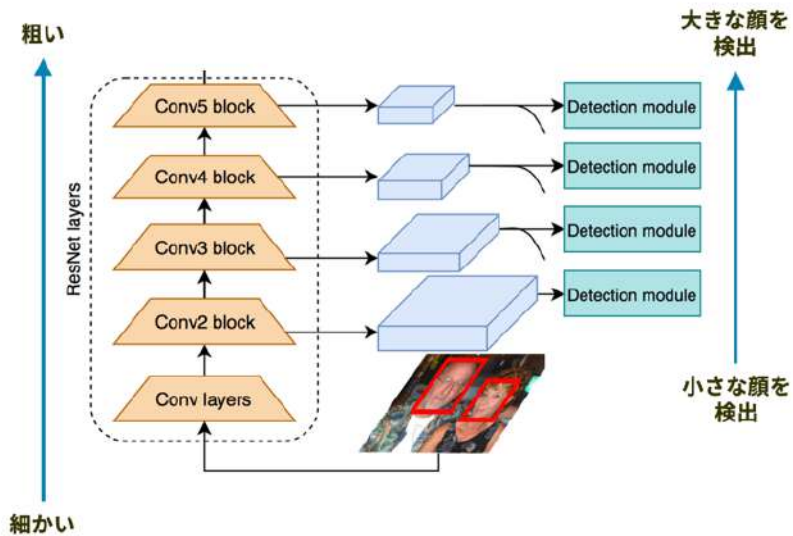 粗い
大きな顔を
検出
Conv5 block
Detection module
Conv4 block
Detection module
ResNet layers
Conv3 block
Detection module
Conv2 block
Detection module
Conv layers
小さな顔を
検出
細かい